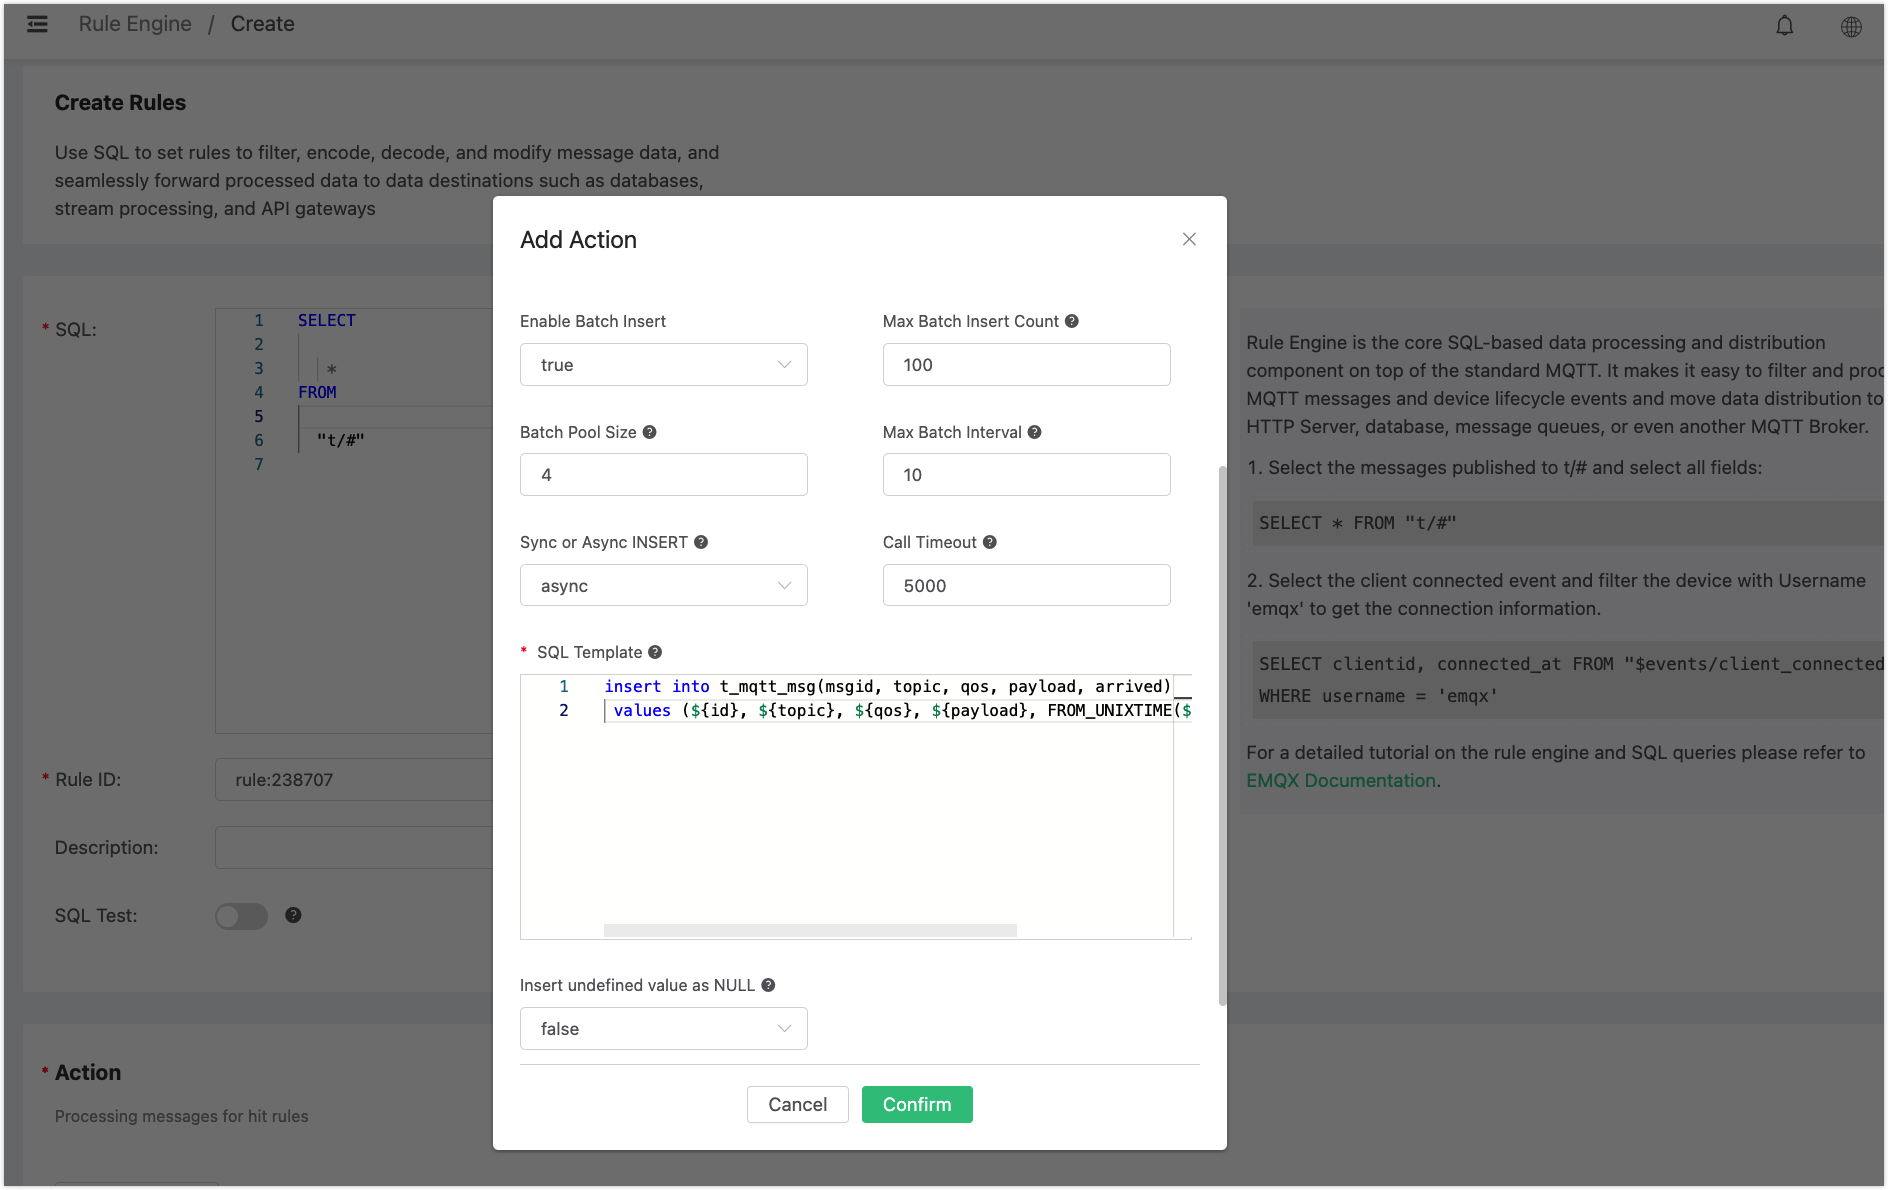 Rule Engine / Create
Create Rules
Use SQL to set rules to filter, encode, decode, and modify message data, and
seamlessly forward processed data to data destinations such as databases,
stream processing, and API gateways
* SQL:
1 SELECT
2
3 *
4 FROM
5
6 "t/#"
7
* Rule ID:
rule:238707
Description:
SQL Test:
* Action
Processing messages for hit rules
Add Action
Enable Batch Insert
true
Max Batch Insert Count
100
Batch Pool Size
4
Max Batch Interval
10
Sync or Async INSERT
async
Call Timeout
5000
* SQL Template
1 insert into t_mqtt_msg(msgid, topic, qos, payload, arrived)
2 values (${id}, ${topic}, ${qos}, ${payload}, FROM_UNIXTIME($
Insert undefined value as NULL
false
Cancel
Confirm
Rule Engine is the core SQL-based data processing and distribution
component on top of the standard MQTT. It makes it easy to filter and proc
MQTT messages and device lifecycle events and move data distribution to
HTTP Server, database, message queues, or even another MQTT Broker.
1. Select the messages published to t/# and select all fields:
SELECT * FROM "t/#"
2. Select the client connected event and filter the device with Username
'emqx' to get the connection information.
SELECT clientid, connected_at FROM "$events/client_connected
WHERE username = 'emqx'
For a detailed tutorial on the rule engine and SQL queries please refer to
EMQX Documentation.